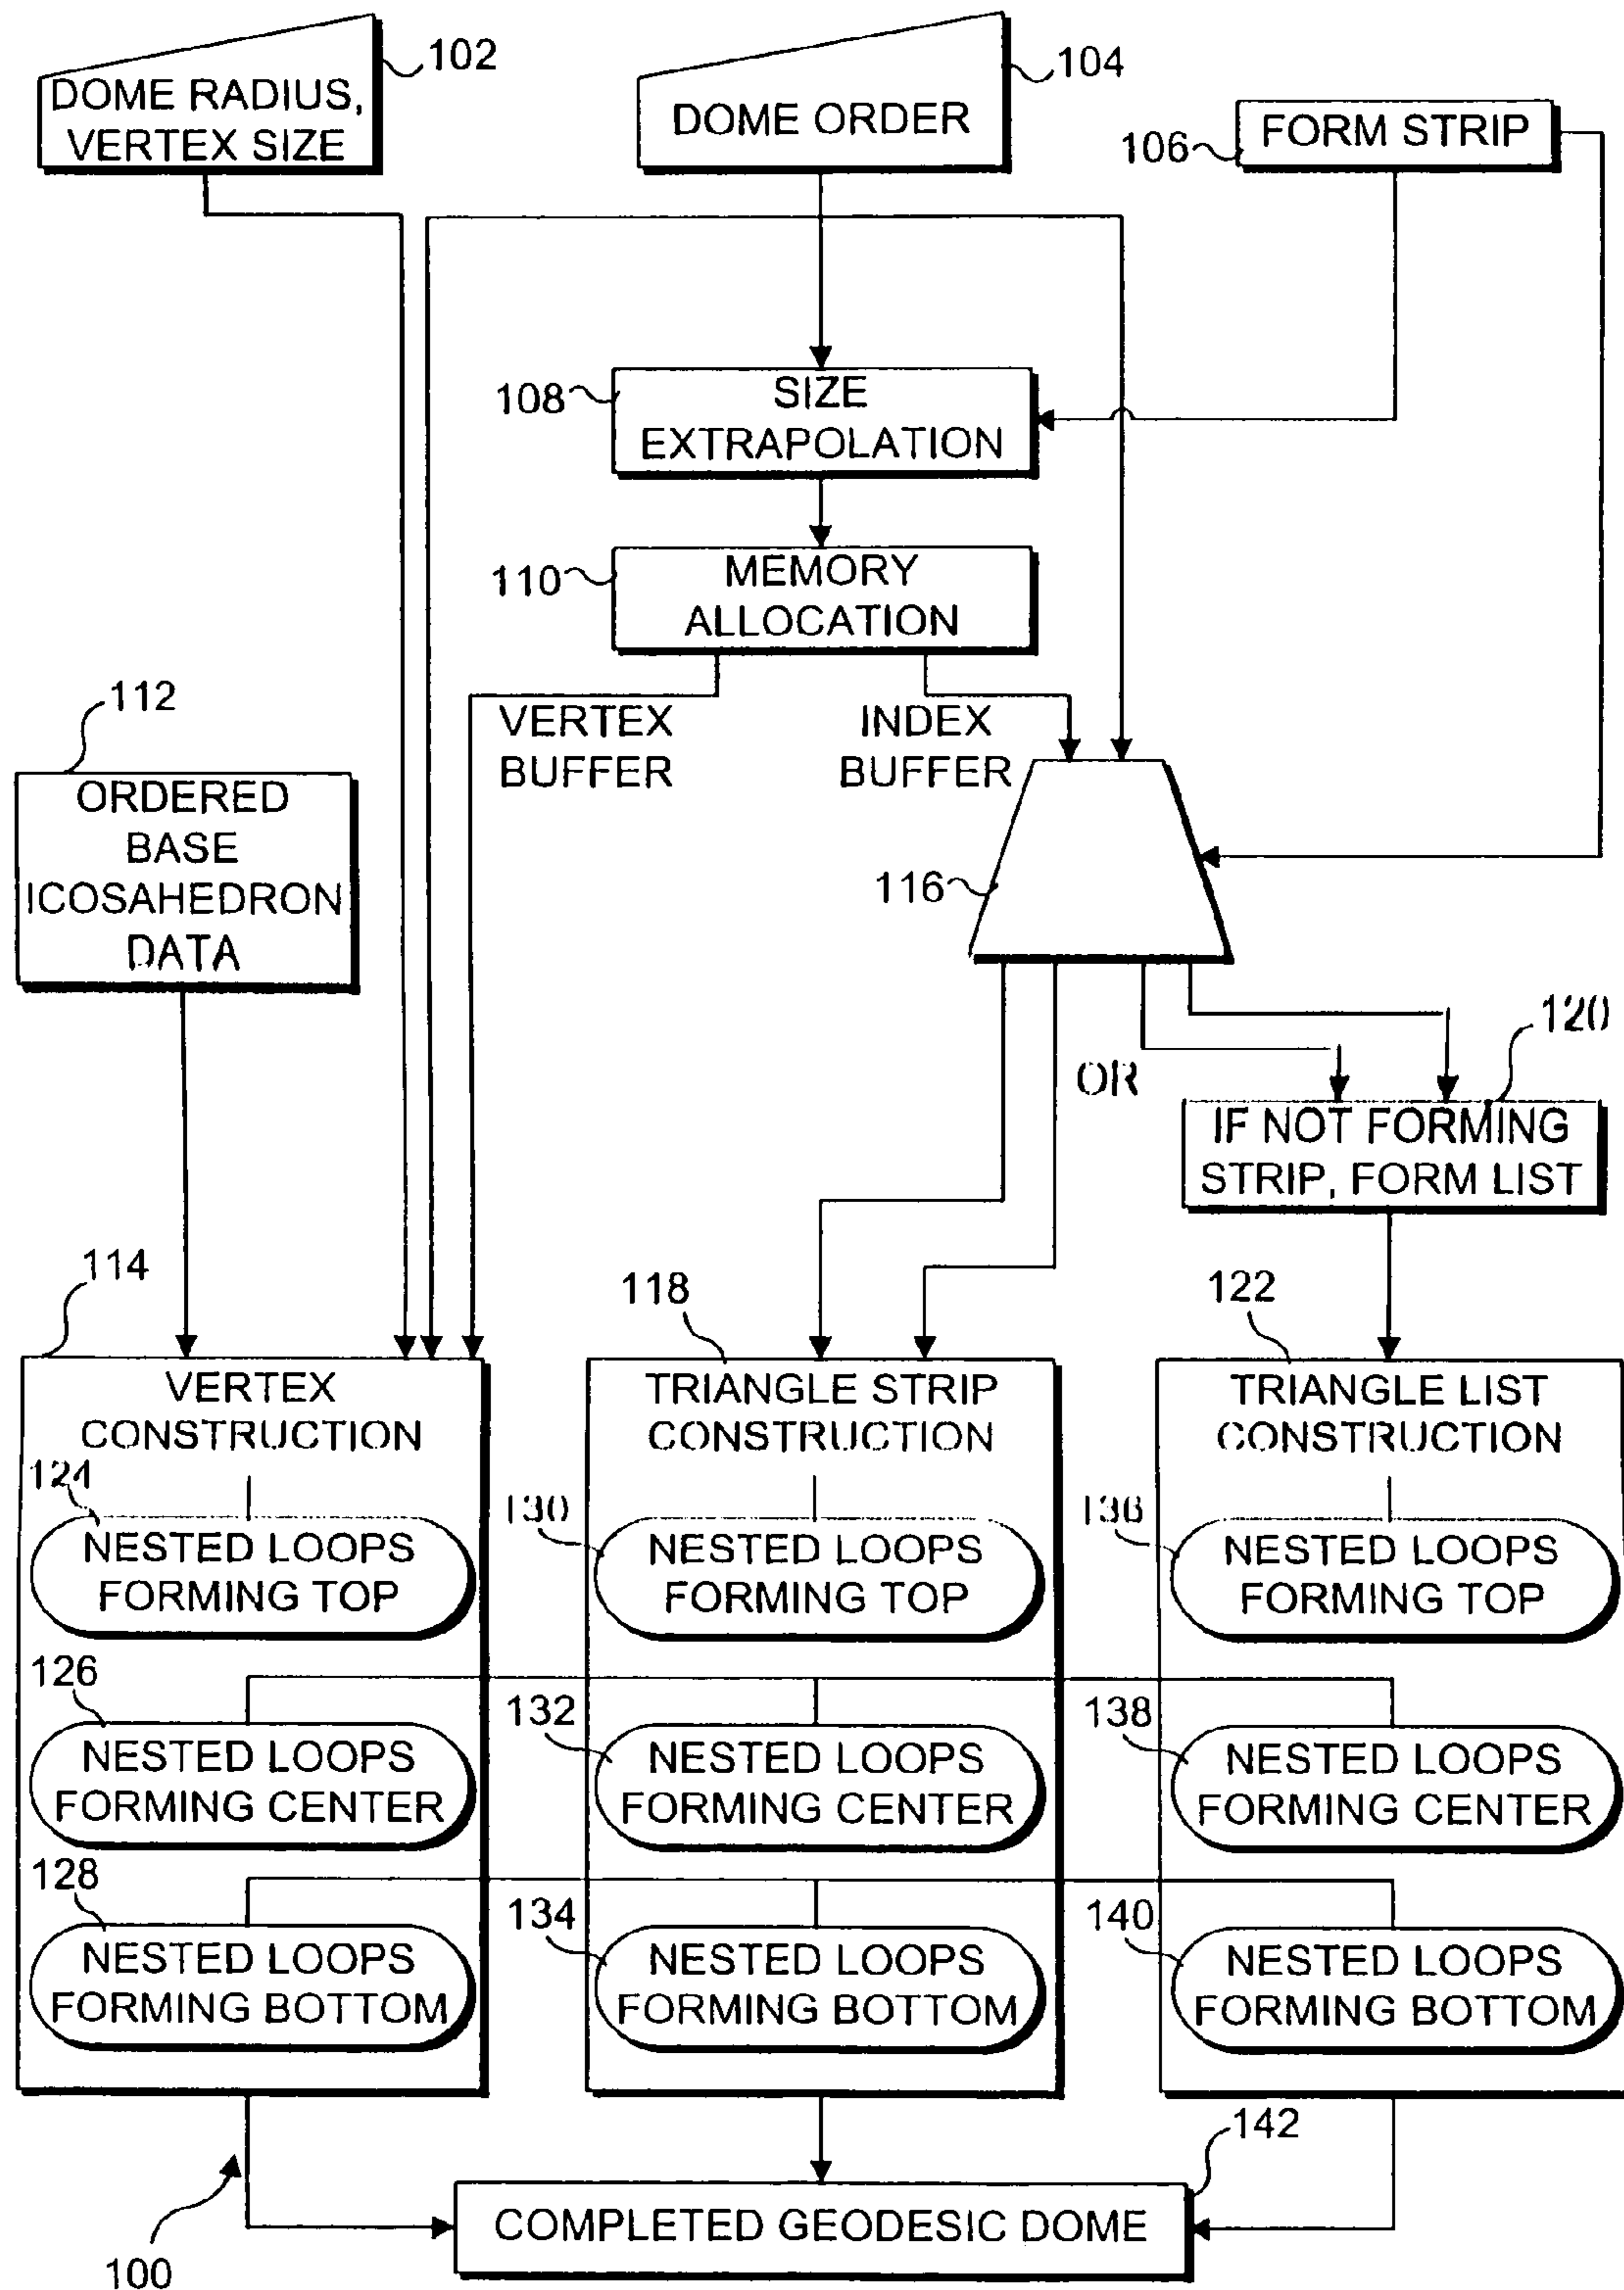 102
DOME RADIUS,
VERTEX SIZE
104
DOME ORDER
106
FORM STRIP
108
SIZE
EXTRAPOLATION
110
MEMORY
ALLOCATION
VERTEX
BUFFER
INDEX
BUFFER
112
ORDERED
BASE
ICOSAHEDRON
DATA
116
OR
120
IF NOT FORMING
STRIP, FORM LIST
114
VERTEX
CONSTRUCTION
124
NESTED LOOPS
FORMING TOP
126
NESTED LOOPS
FORMING CENTER
128
NESTED LOOPS
FORMING BOTTOM
118
TRIANGLE STRIP
CONSTRUCTION
130
NESTED LOOPS
FORMING TOP
132
NESTED LOOPS
FORMING CENTER
134
NESTED LOOPS
FORMING BOTTOM
122
TRIANGLE LIST
CONSTRUCTION
136
NESTED LOOPS
FORMING TOP
138
NESTED LOOPS
FORMING CENTER
140
NESTED LOOPS
FORMING BOTTOM
142
COMPLETED GEODESIC DOME
100